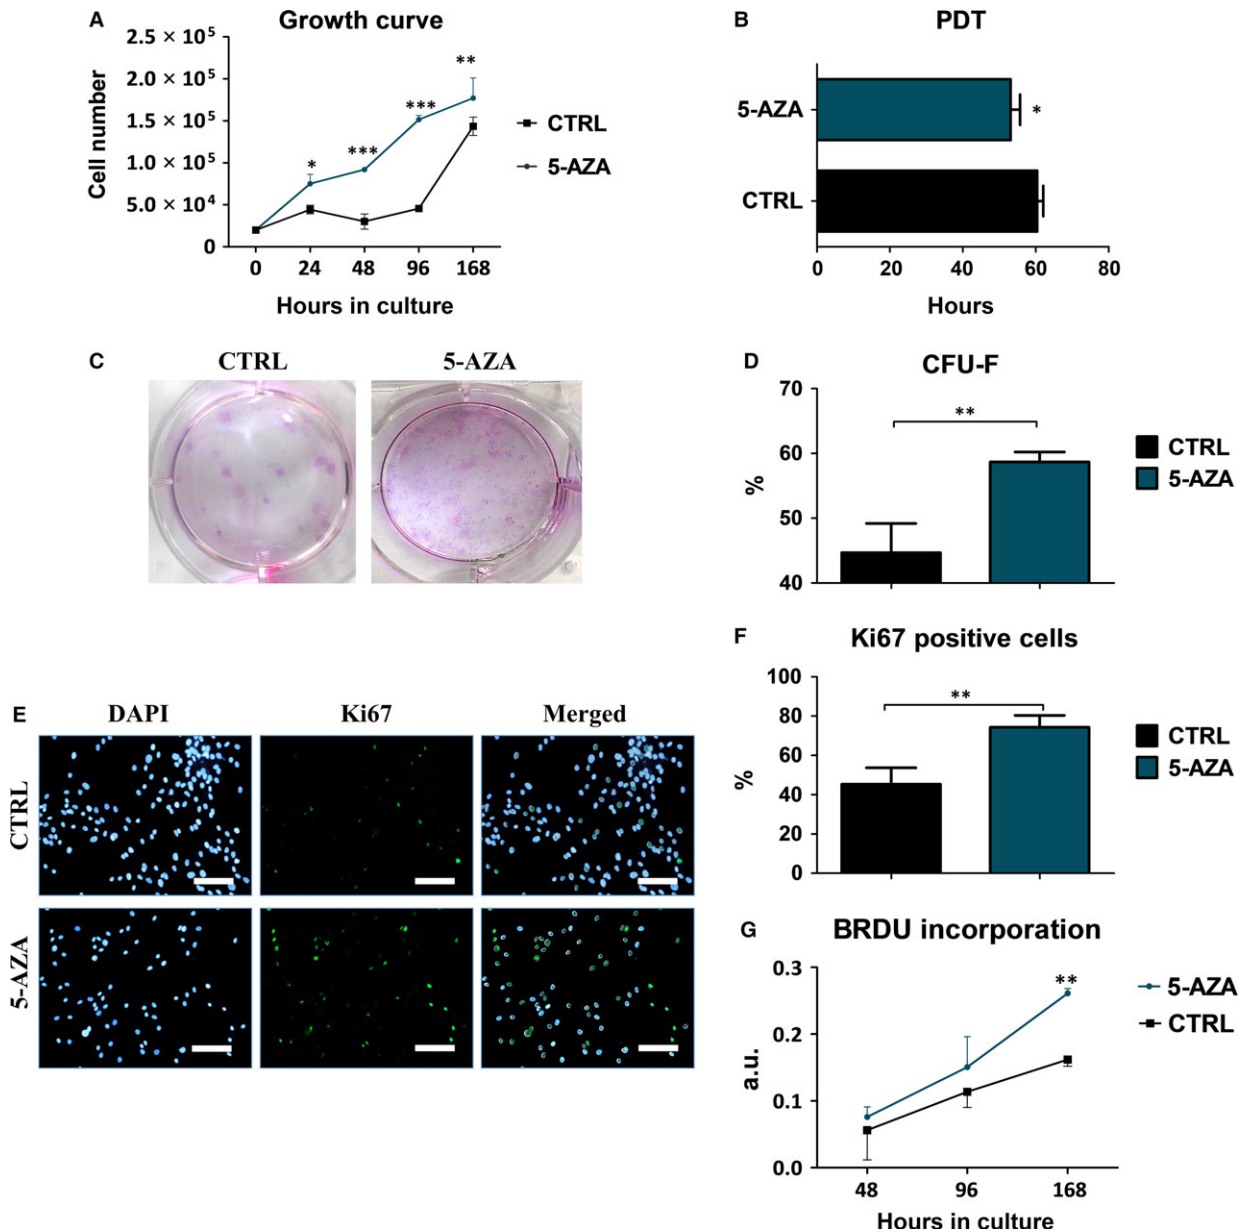 A
Growth curve
2.5 × 10⁵
2.0 × 10⁵
1.5 × 10⁵
1.0 × 10⁵
5.0 × 10⁴
0
Cell number
*
***
***
**
CTRL
5-AZA
0 24 48 96 168
Hours in culture
B
PDT
5-AZA
*
CTRL
0 20 40 60 80
Hours
C
CTRL 5-AZA
D
CFU-F
70
60
50
40
%
**
CTRL
5-AZA
E
DAPI Ki67 Merged
CTRL
5-AZA
F
Ki67 positive cells
100
80
60
40
20
0
%
**
CTRL
5-AZA
G
BRDU incorporation
0.3
0.2
0.1
0.0
a.u.
**
5-AZA
CTRL
48 96 168
Hours in culture